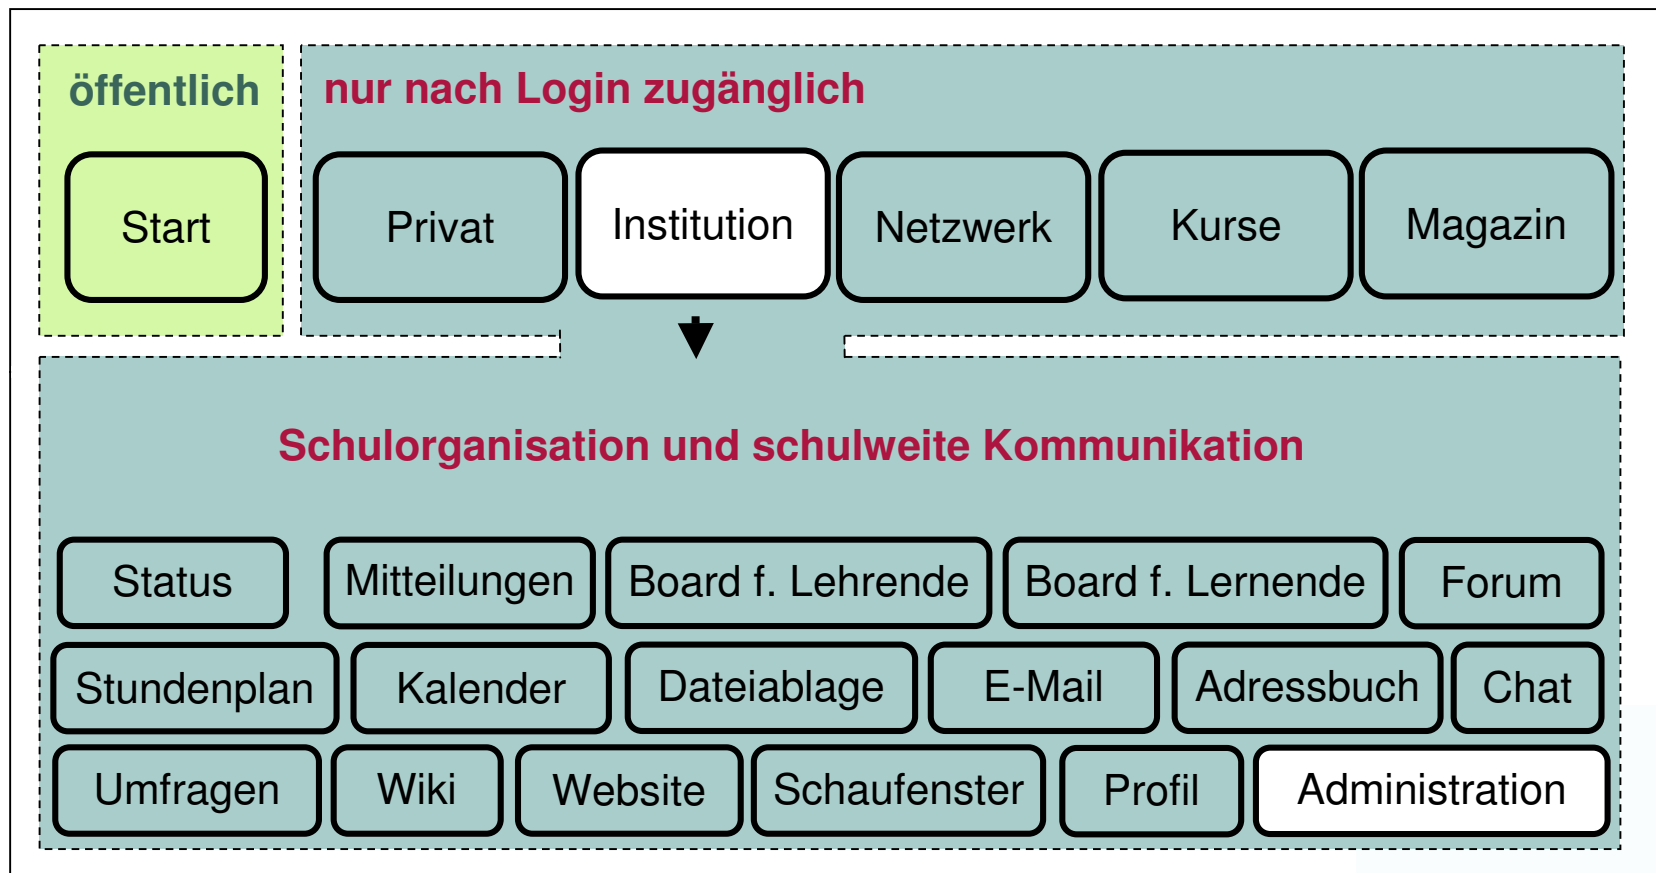 öffentlich
nur nach Login zugänglich
Start
Privat
Institution
Netzwerk
Kurse
Magazin
Schulorganisation und schulweite Kommunikation
Status
Mitteilungen
Board f. Lehrende
Board f. Lernende
Forum
Stundenplan
Kalender
Dateiablage
E-Mail
Adressbuch
Chat
Umfragen
Wiki
Website
Schaufenster
Profil
Administration